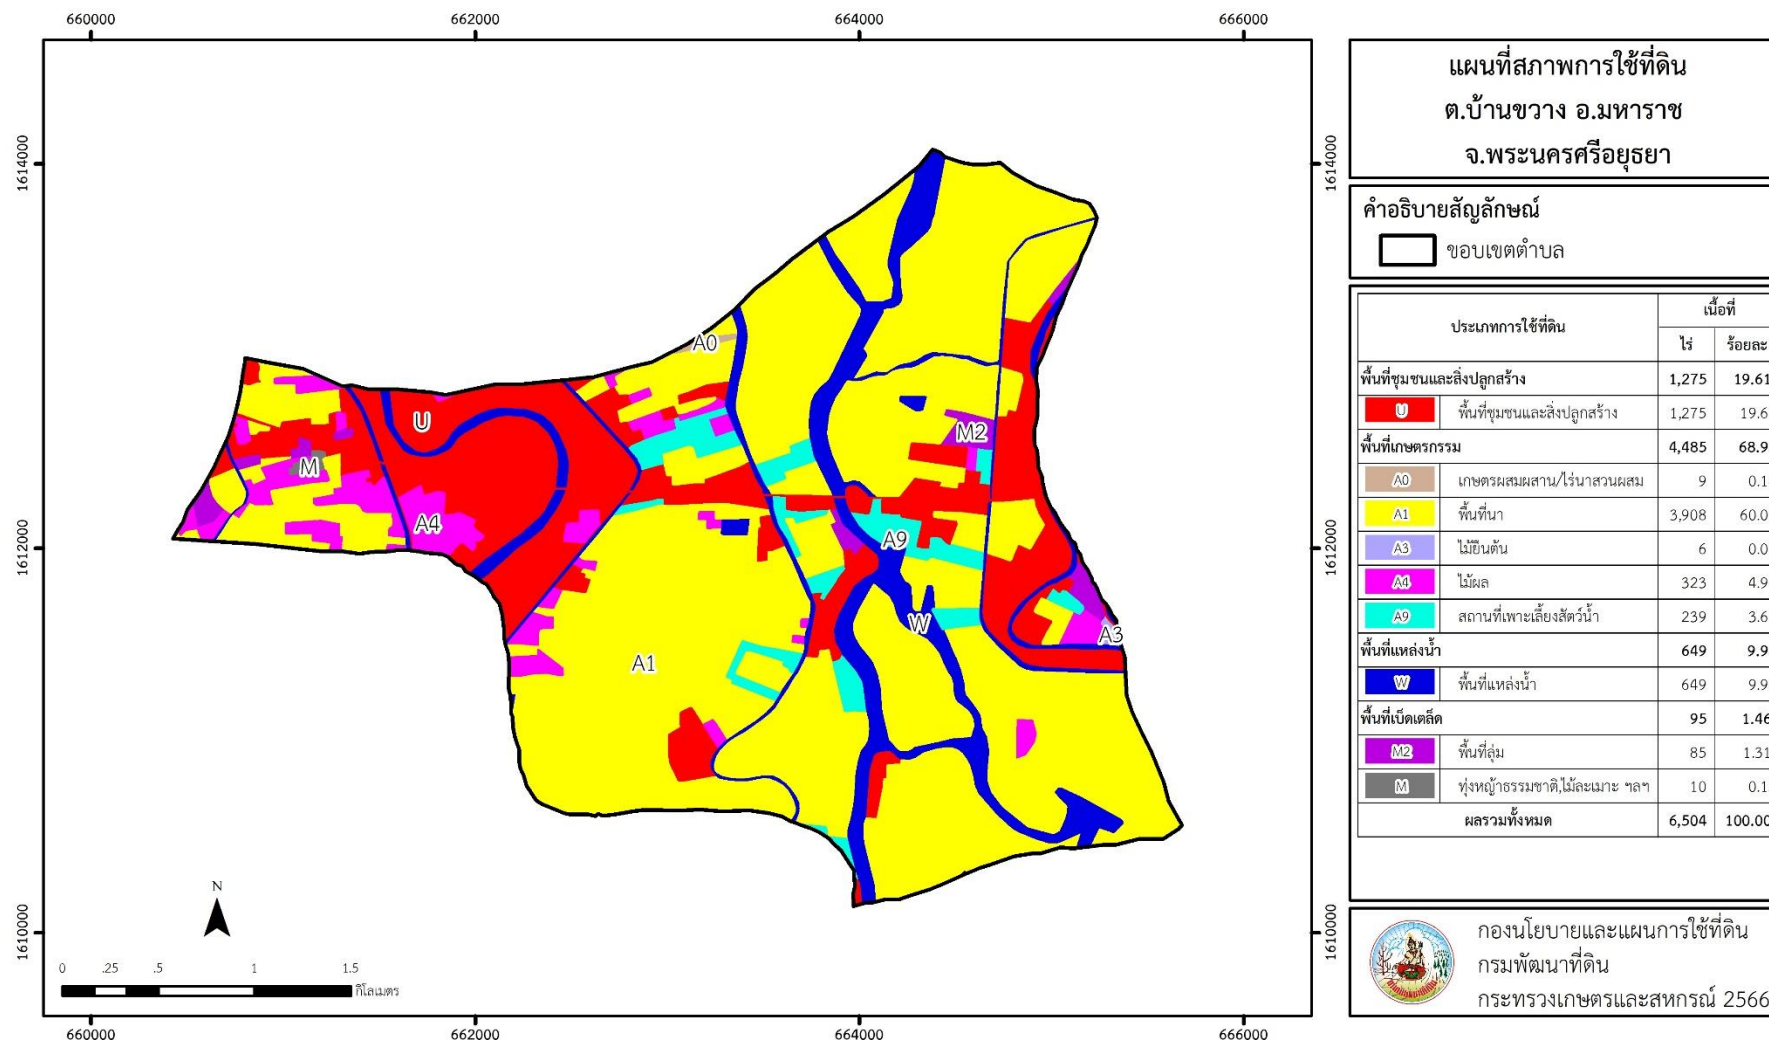 660000 662000 664000 666000
1614000 1614000
1612000 1612000
1610000 1610000
660000 662000 664000 666000
A0
U
M2
M
A4
A9
W
A3
A1
N
0 .25 .5 1 1.5
กิโลเมตร
แผนที่สภาพการใช้ที่ดิน
ต.บ้านขวาง อ.มหาราช
จ.พระนครศรีอยุธยา
คำอธิบายสัญลักษณ์
ขอบเขตตำบล
ประเภทการใช้ที่ดิน เนื้อที่
ไร่ ร้อยละ
พื้นที่ชุมชนและสิ่งปลูกสร้าง 1,275 19.61
U พื้นที่ชุมชนและสิ่งปลูกสร้าง 1,275 19.6
พื้นที่เกษตรกรรม 4,485 68.9
A0 เกษตรผสมผสาน/ไร่นาสวนผสม 9 0.1
A1 พื้นที่นา 3,908 60.0
A3 ไม้ยืนต้น 6 0.0
A4 ไม้ผล 323 4.9
A9 สถานที่เพาะเลี้ยงสัตว์น้ำ 239 3.6
พื้นที่แหล่งน้ำ 649 9.9
W พื้นที่แหล่งน้ำ 649 9.9
พื้นที่เบ็ดเตล็ด 95 1.46
M2 พื้นที่ลุ่ม 85 1.31
M ทุ่งหญ้าธรรมชาติ,ไม้ละเมาะ ฯลฯ 10 0.1
ผลรวมทั้งหมด 6,504 100.00
กองนโยบายและแผนการใช้ที่ดิน
กรมพัฒนาที่ดิน
กระทรวงเกษตรและสหกรณ์ 2566